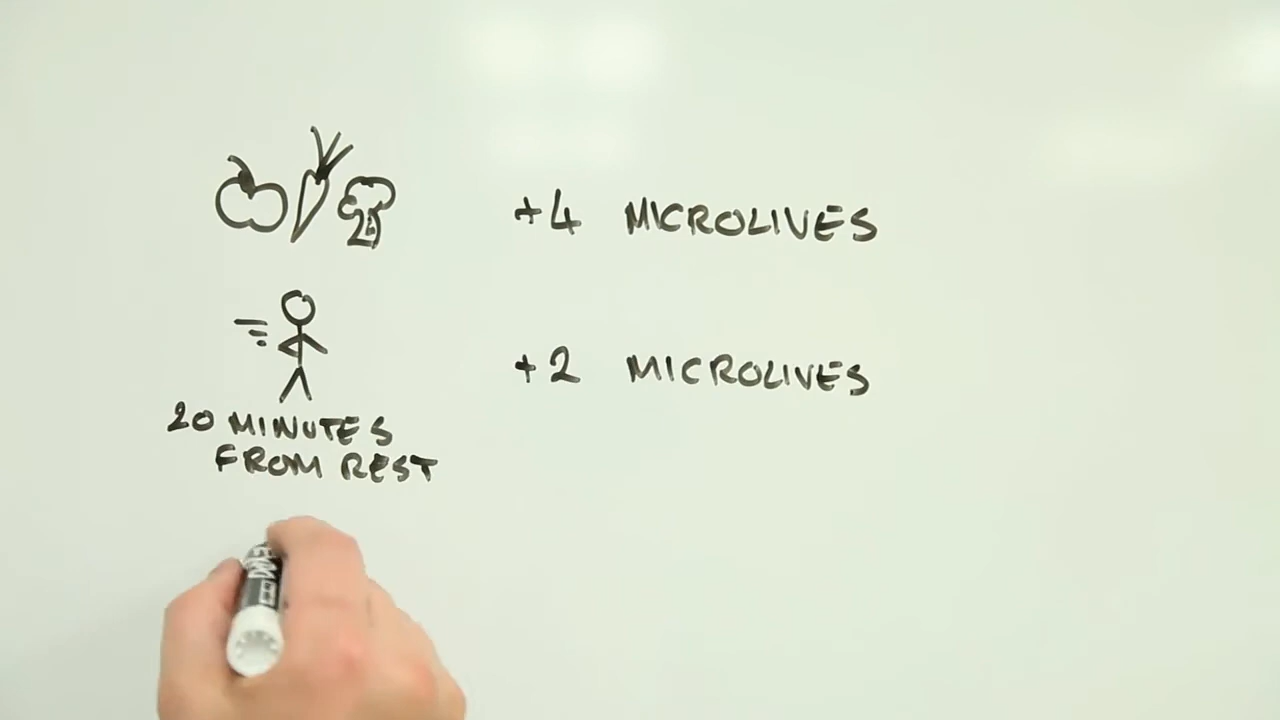 +4 MICROLIVES
+2 MICROLIVES
20 MINUTES
FROM REST